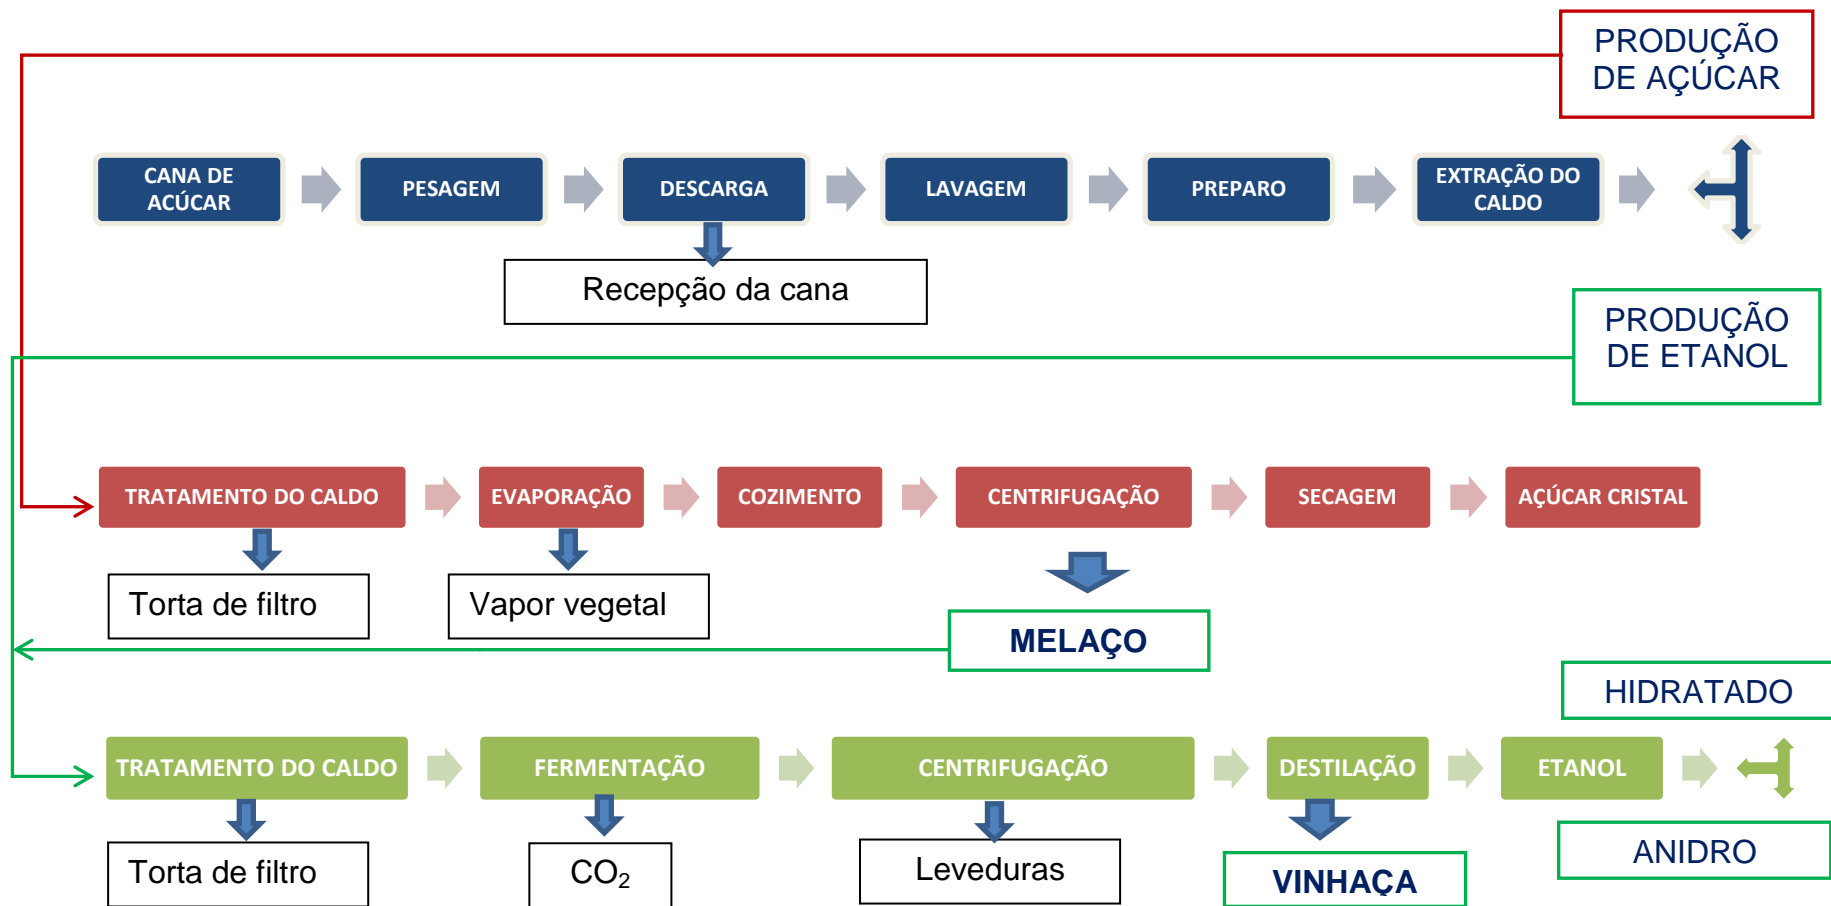 PRODUÇÃO
DE AÇÚCAR
CANA DE
ACÚCAR
PESAGEM
DESCARGA
LAVAGEM
PREPARO
EXTRAÇÃO DO
CALDO
Recepção da cana
PRODUÇÃO
DE ETANOL
TRATAMENTO DO CALDO
EVAPORAÇÃO
COZIMENTO
CENTRIFUGAÇÃO
SECAGEM
AÇÚCAR CRISTAL
Torta de filtro
Vapor vegetal
MELAÇO
HIDRATADO
TRATAMENTO DO CALDO
FERMENTAÇÃO
CENTRIFUGAÇÃO
DESTILAÇÃO
ETANOL
Torta de filtro
CO₂
Leveduras
VINHAÇA
ANIDRO